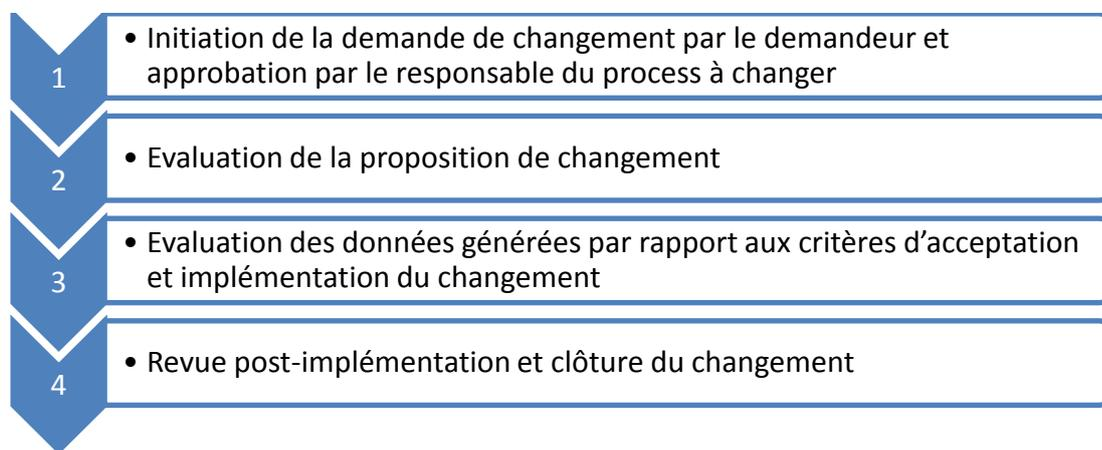 1
• Initiation de la demande de changement par le demandeur et
approbation par le responsable du process à changer
2
• Evaluation de la proposition de changement
3
• Evaluation des données générées par rapport aux critères d’acceptation
et implémentation du changement
4
• Revue post-implémentation et clôture du changement